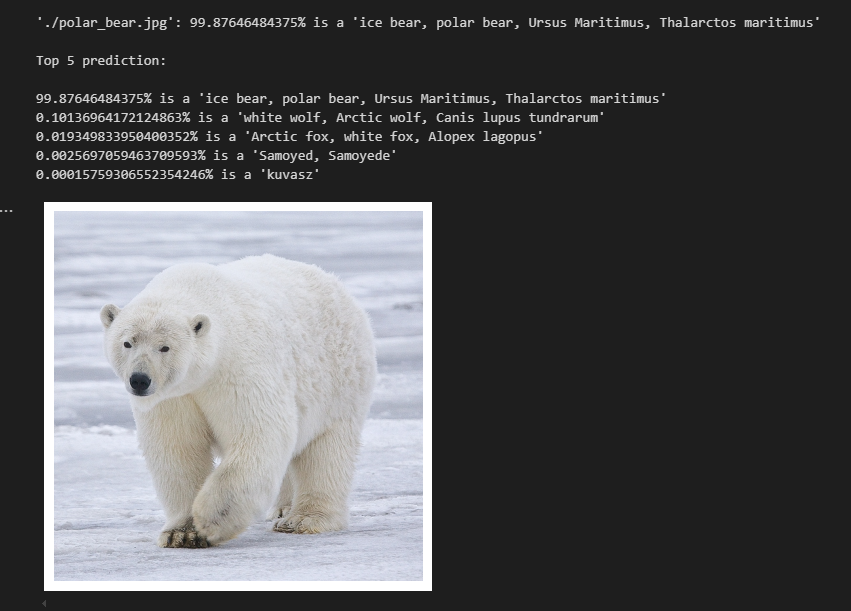 './polar_bear.jpg': 99.87646484375% is a 'ice bear, polar bear, Ursus Maritimus, Thalarctos maritimus'
Top 5 prediction:
99.87646484375% is a 'ice bear, polar bear, Ursus Maritimus, Thalarctos maritimus'
0.10136964172124863% is a 'white wolf, Arctic wolf, Canis lupus tundrarum'
0.019349833950400352% is a 'Arctic fox, white fox, Alopex lagopus'
0.0025697059463709593% is a 'Samoyed, Samoyede'
0.00015759306552354246% is a 'kuvasz'
...